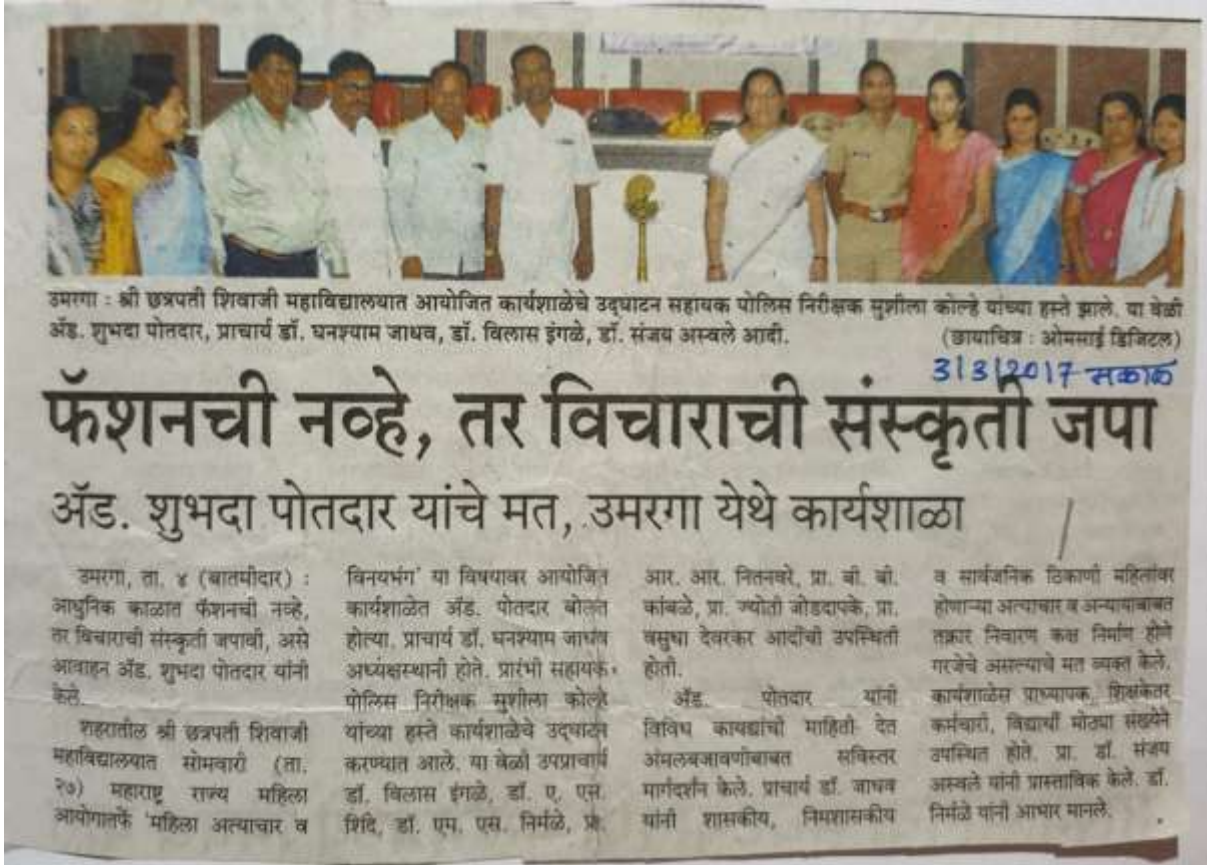 उमरगा : श्री छत्रपती शिवाजी महाविद्यालयात आयोजित कार्यशाळेचे उद्‌घाटन सहायक पोलिस निरीक्षक सुशीला कोल्हे यांच्या हस्ते झाले. या वेळी
ॲड. शुभदा पोतदार, प्राचार्य डॉ. घनश्याम जाधव, डॉ. विलास इंगळे, डॉ. संजय अस्वले आदी. (छायाचित्र : ओमसाई डिजिटल)
3|3|2017 सकाळ
फॅशनची नव्हे, तर विचाराची संस्कृती जपा
ॲड. शुभदा पोतदार यांचे मत, उमरगा येथे कार्यशाळा
उमरगा, ता. ४ (बातमीदार) :
आधुनिक काळात फॅशनची नव्हे,
तर विचाराची संस्कृती जपावी, असे
आवाहन ॲड. शुभदा पोतदार यांनी
केले.
शहरातील श्री छत्रपती शिवाजी
महाविद्यालयात सोमवारी (ता.
२७) महाराष्ट्र राज्य महिला
आयोगातर्फे 'महिला अत्याचार व
विनयभंग' या विषयावर आयोजित
कार्यशाळेत ॲड. पोतदार बोलत
होत्या. प्राचार्य डॉ. घनश्याम जाधव
अध्यक्षस्थानी होते. प्रारंभी सहायक
पोलिस निरीक्षक सुशीला कोल्हे
यांच्या हस्ते कार्यशाळेचे उद्‌घाटन
करण्यात आले. या वेळी उपप्राचार्य
डॉ. विलास इंगळे, डॉ. ए. एस.
शिंदे, डॉ. एम. एस. निर्मळे, प्रा.
आर. आर. नितनवरे, प्रा. बी. बी.
कांबळे, प्रा. ज्योती जोडदापके, प्रा.
वसुधा देवरकर आदींची उपस्थिती
होती.
ॲड. पोतदार यांनी
विविध कायद्यांची माहिती देत
अंमलबजावणीबाबत सविस्तर
मार्गदर्शन केले. प्राचार्य डॉ. जाधव
यांनी शासकीय, निमशासकीय
व सार्वजनिक ठिकाणी महिलांवर
होणाऱ्या अत्याचार व अन्यायाबाबत
तक्रार निवारण कक्ष निर्माण होणे
गरजेचे असल्याचे मत व्यक्त केले.
कार्यशाळेस प्राध्यापक, शिक्षकेतर
कर्मचारी, विद्यार्थी मोठ्या संख्येने
उपस्थित होते. प्रा. डॉ. संजय
अस्वले यांनी प्रास्ताविक केले. डॉ.
निर्मळे यांनी आभार मानले.